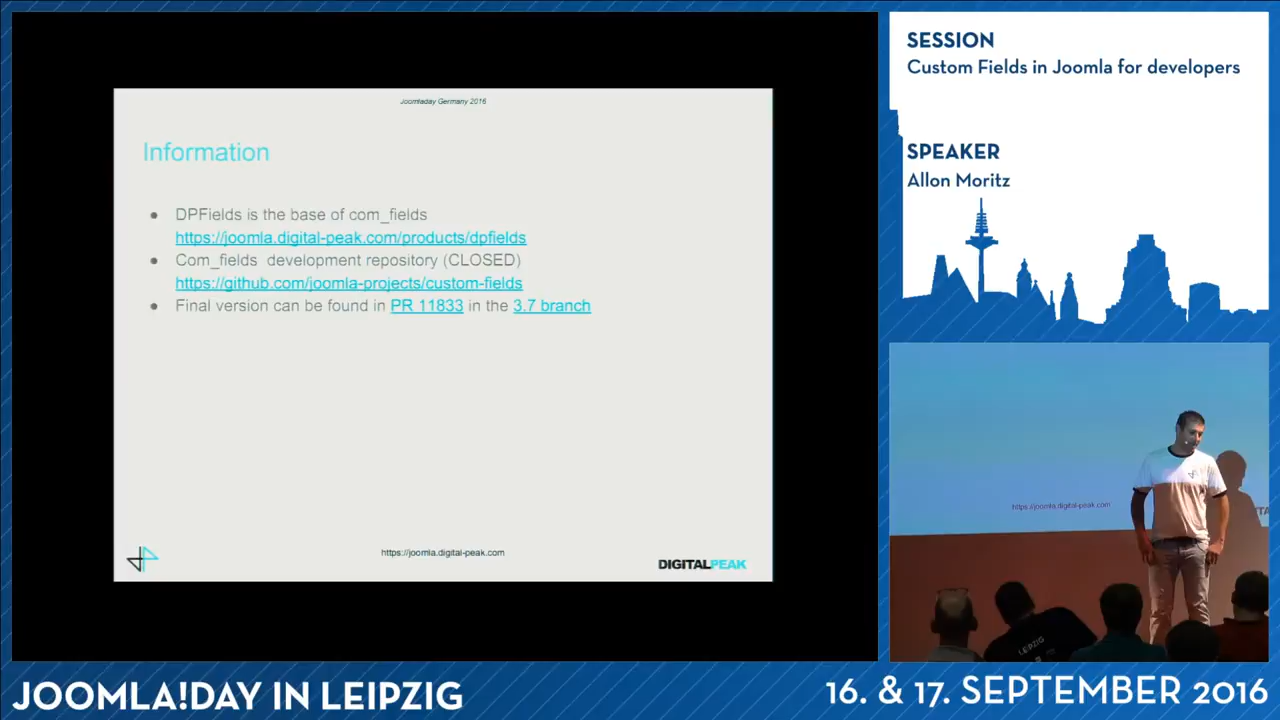 Joomladay Germany 2016
Information
● DPFields is the base of com_fields
https://joomla.digital-peak.com/products/dpfields
● Com_fields development repository (CLOSED)
https://github.com/joomla-projects/custom-fields
● Final version can be found in PR 11833 in the 3.7 branch
https://joomla.digital-peak.com
DIGITALPEAK
SESSION
Custom Fields in Joomla for developers
SPEAKER
Allon Moritz
https://joomla.digital-peak.com
LEIPZIG
JOOMLA!DAY IN LEIPZIG
16. & 17. SEPTEMBER 2016